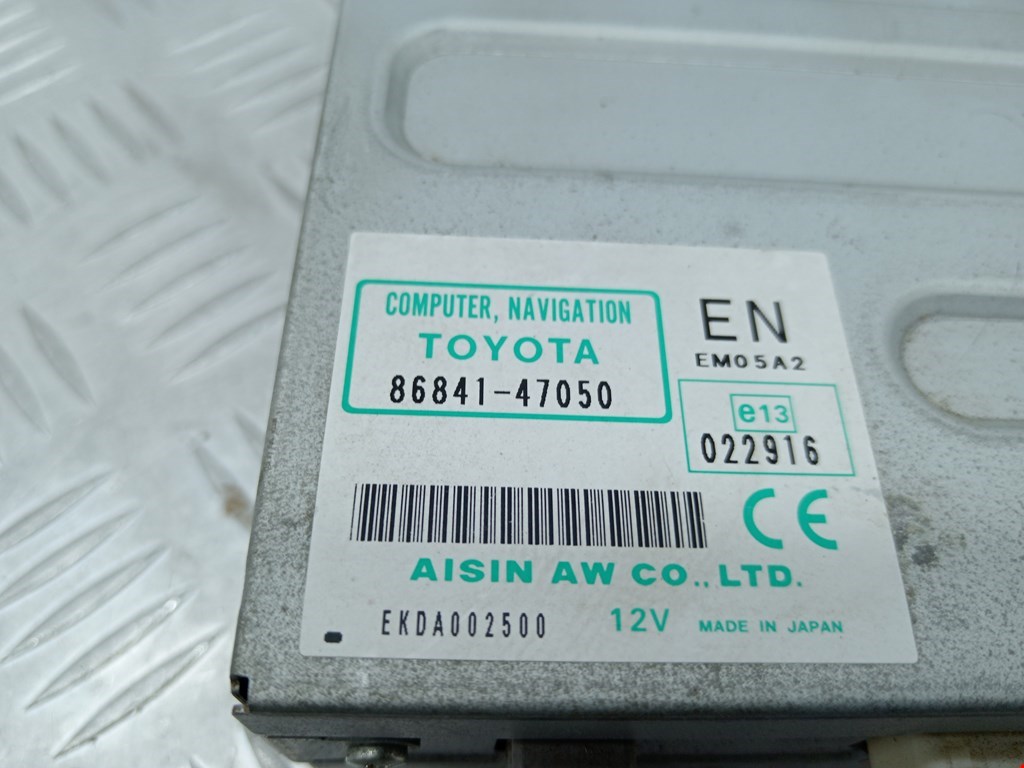 COMPUTER, NAVIGATION
TOYOTA
86841-47050
EN
EM05A2
e13
022916
CE
AISIN AW CO., LTD.
EKDA002500
12V
MADE IN JAPAN